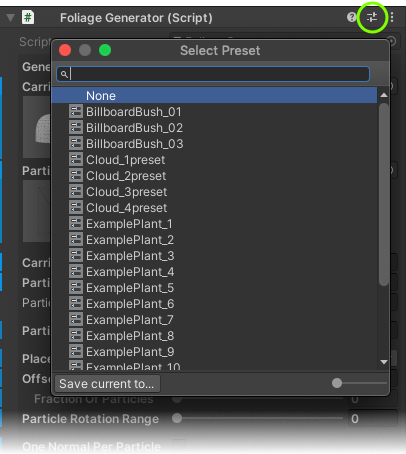 Foliage Generator (Script)
Script
Select Preset
Gene
Carri
None
BillboardBush_01
BillboardBush_02
BillboardBush_03
Cloud_1preset
Cloud_2preset
Parti
Cloud_3preset
Cloud_4preset
ExamplePlant_1
ExamplePlant_2
ExamplePlant_3
Carri
ExamplePlant_4
Parti
ExamplePlant_5
Partic
ExamplePlant_6
ExamplePlant_7
Parti
ExamplePlant_8
ExamplePlant_9
Place
ExamplePlant_10
Offse
Save current to...
Fraction Of Particles
0
Particle Rotation Range
0
One Normal Per Particle